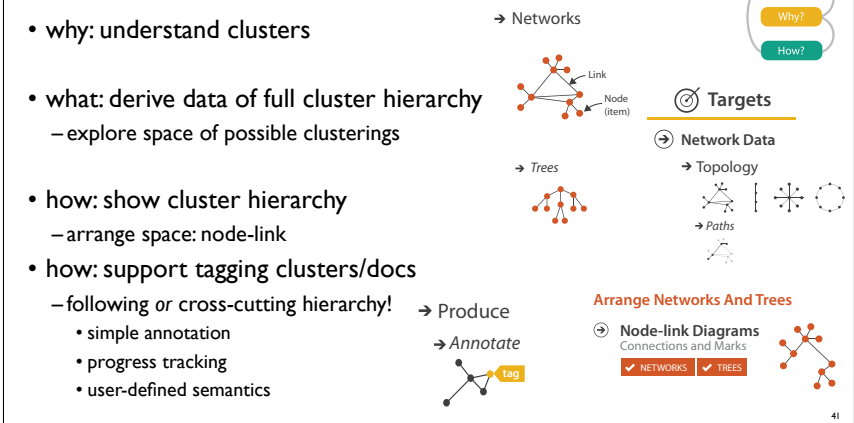 • why: understand clusters
• what: derive data of full cluster hierarchy
– explore space of possible clusterings
• how: show cluster hierarchy
– arrange space: node-link
• how: support tagging clusters/docs
– following or cross-cutting hierarchy!
• simple annotation
• progress tracking
• user-defined semantics
→ Networks
Link
Node
(item)
→ Trees
→ Produce
→ Annotate
tag
Why?
How?
Targets
→ Network Data
→ Topology
→ Paths
Arrange Networks And Trees
→ Node-link Diagrams
Connections and Marks
✔ NETWORKS ✔ TREES
41